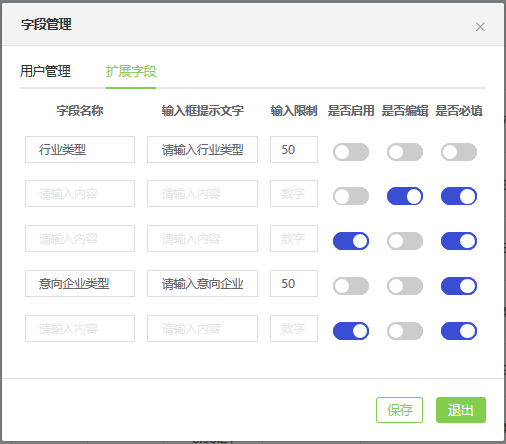 字段管理
用户管理 扩展字段
字段名称 输入框提示文字 输入限制 是否启用 是否编辑 是否必填
行业类型 请输入行业类型 50
请输入内容 请输入内容 数字
请输入内容 请输入内容 数字
意向企业类型 请输入意向企业 50
请输入内容 请输入内容 数字
保存 退出